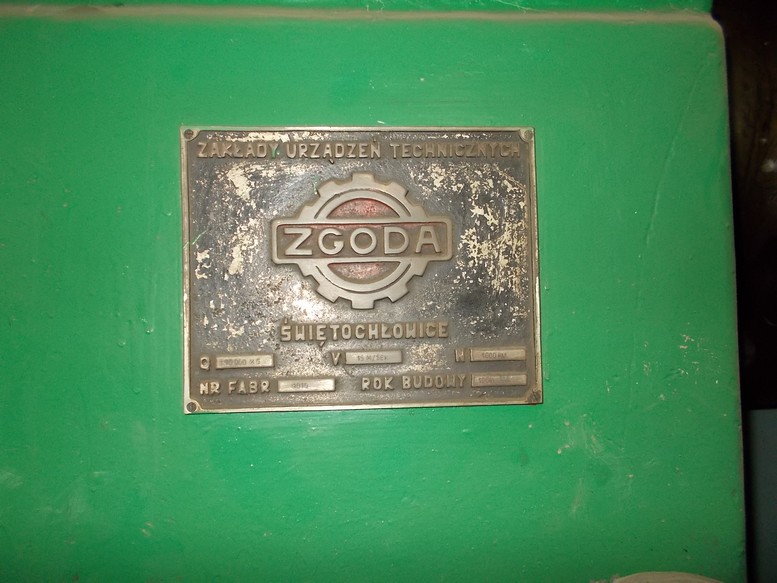 ZAKŁADY URZĄDZEŃ TECHNICZNYCH
ZGODA
ŚWIĘTOCHŁOWICE
Q V W
NR FABR ROK BUDOWY